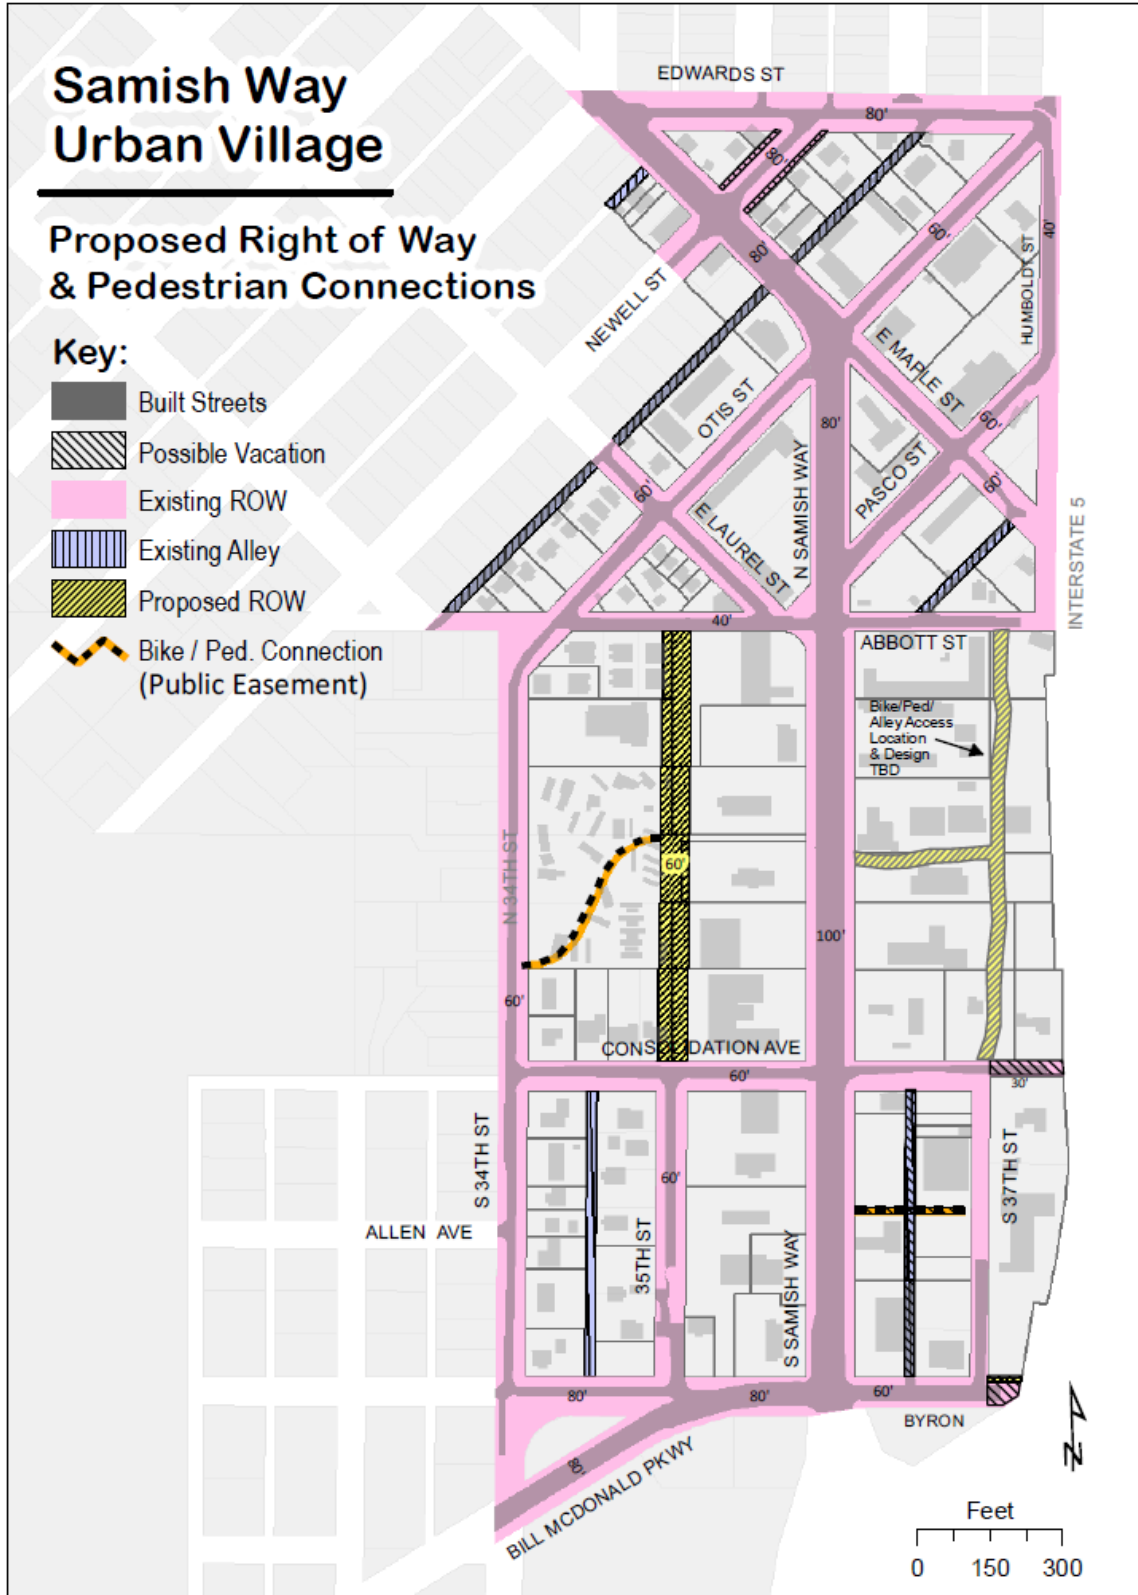 Samish Way
Urban Village
Proposed Right of Way
& Pedestrian Connections
Key:
Built Streets
Possible Vacation
Existing ROW
Existing Alley
Proposed ROW
Bike / Ped. Connection
(Public Easement)
EDWARDS ST
80'
80'
80'
60'
40'
HUMBOLDT ST
NEWELL ST
E MAPLE ST
60'
OTIS ST
80'
N SAMISH WAY
PASCO ST
60'
60'
E LAUREL ST
INTERSTATE 5
40'
ABBOTT ST
Bike/Ped/
Alley Access
Location
& Design
TBD
N 34TH ST
60'
100'
60'
CONSOLIDATION AVE
60'
30'
S 34TH ST
60'
S 37TH ST
ALLEN AVE
35TH ST
S SAMISH WAY
80'
80'
60'
BYRON
80'
BILL MCDONALD PKWY
N
Feet
0 150 300